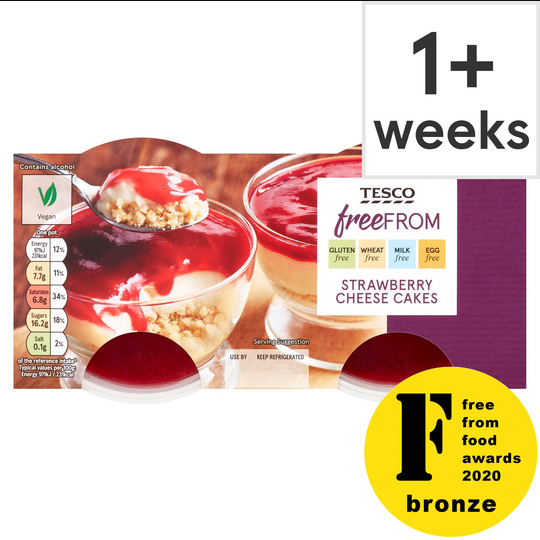 1+
weeks
Contains alcohol
Vegan
One pot
Energy
971kJ
231kcal
12%
Fat
7.7g
11%
Saturates
6.8g
34%
Sugars
16.2g
18%
Salt
0.1g
2%
of the reference intake*
Typical values per 100g:
Energy 971kJ / 231kcal
Serving Suggestion
USE BY KEEP REFRIGERATED
TESCO
freeFROM
GLUTEN free
WHEAT free
MILK free
EGG free
STRAWBERRY
CHEESE CAKES
F
free
from
food
awards
2020
bronze